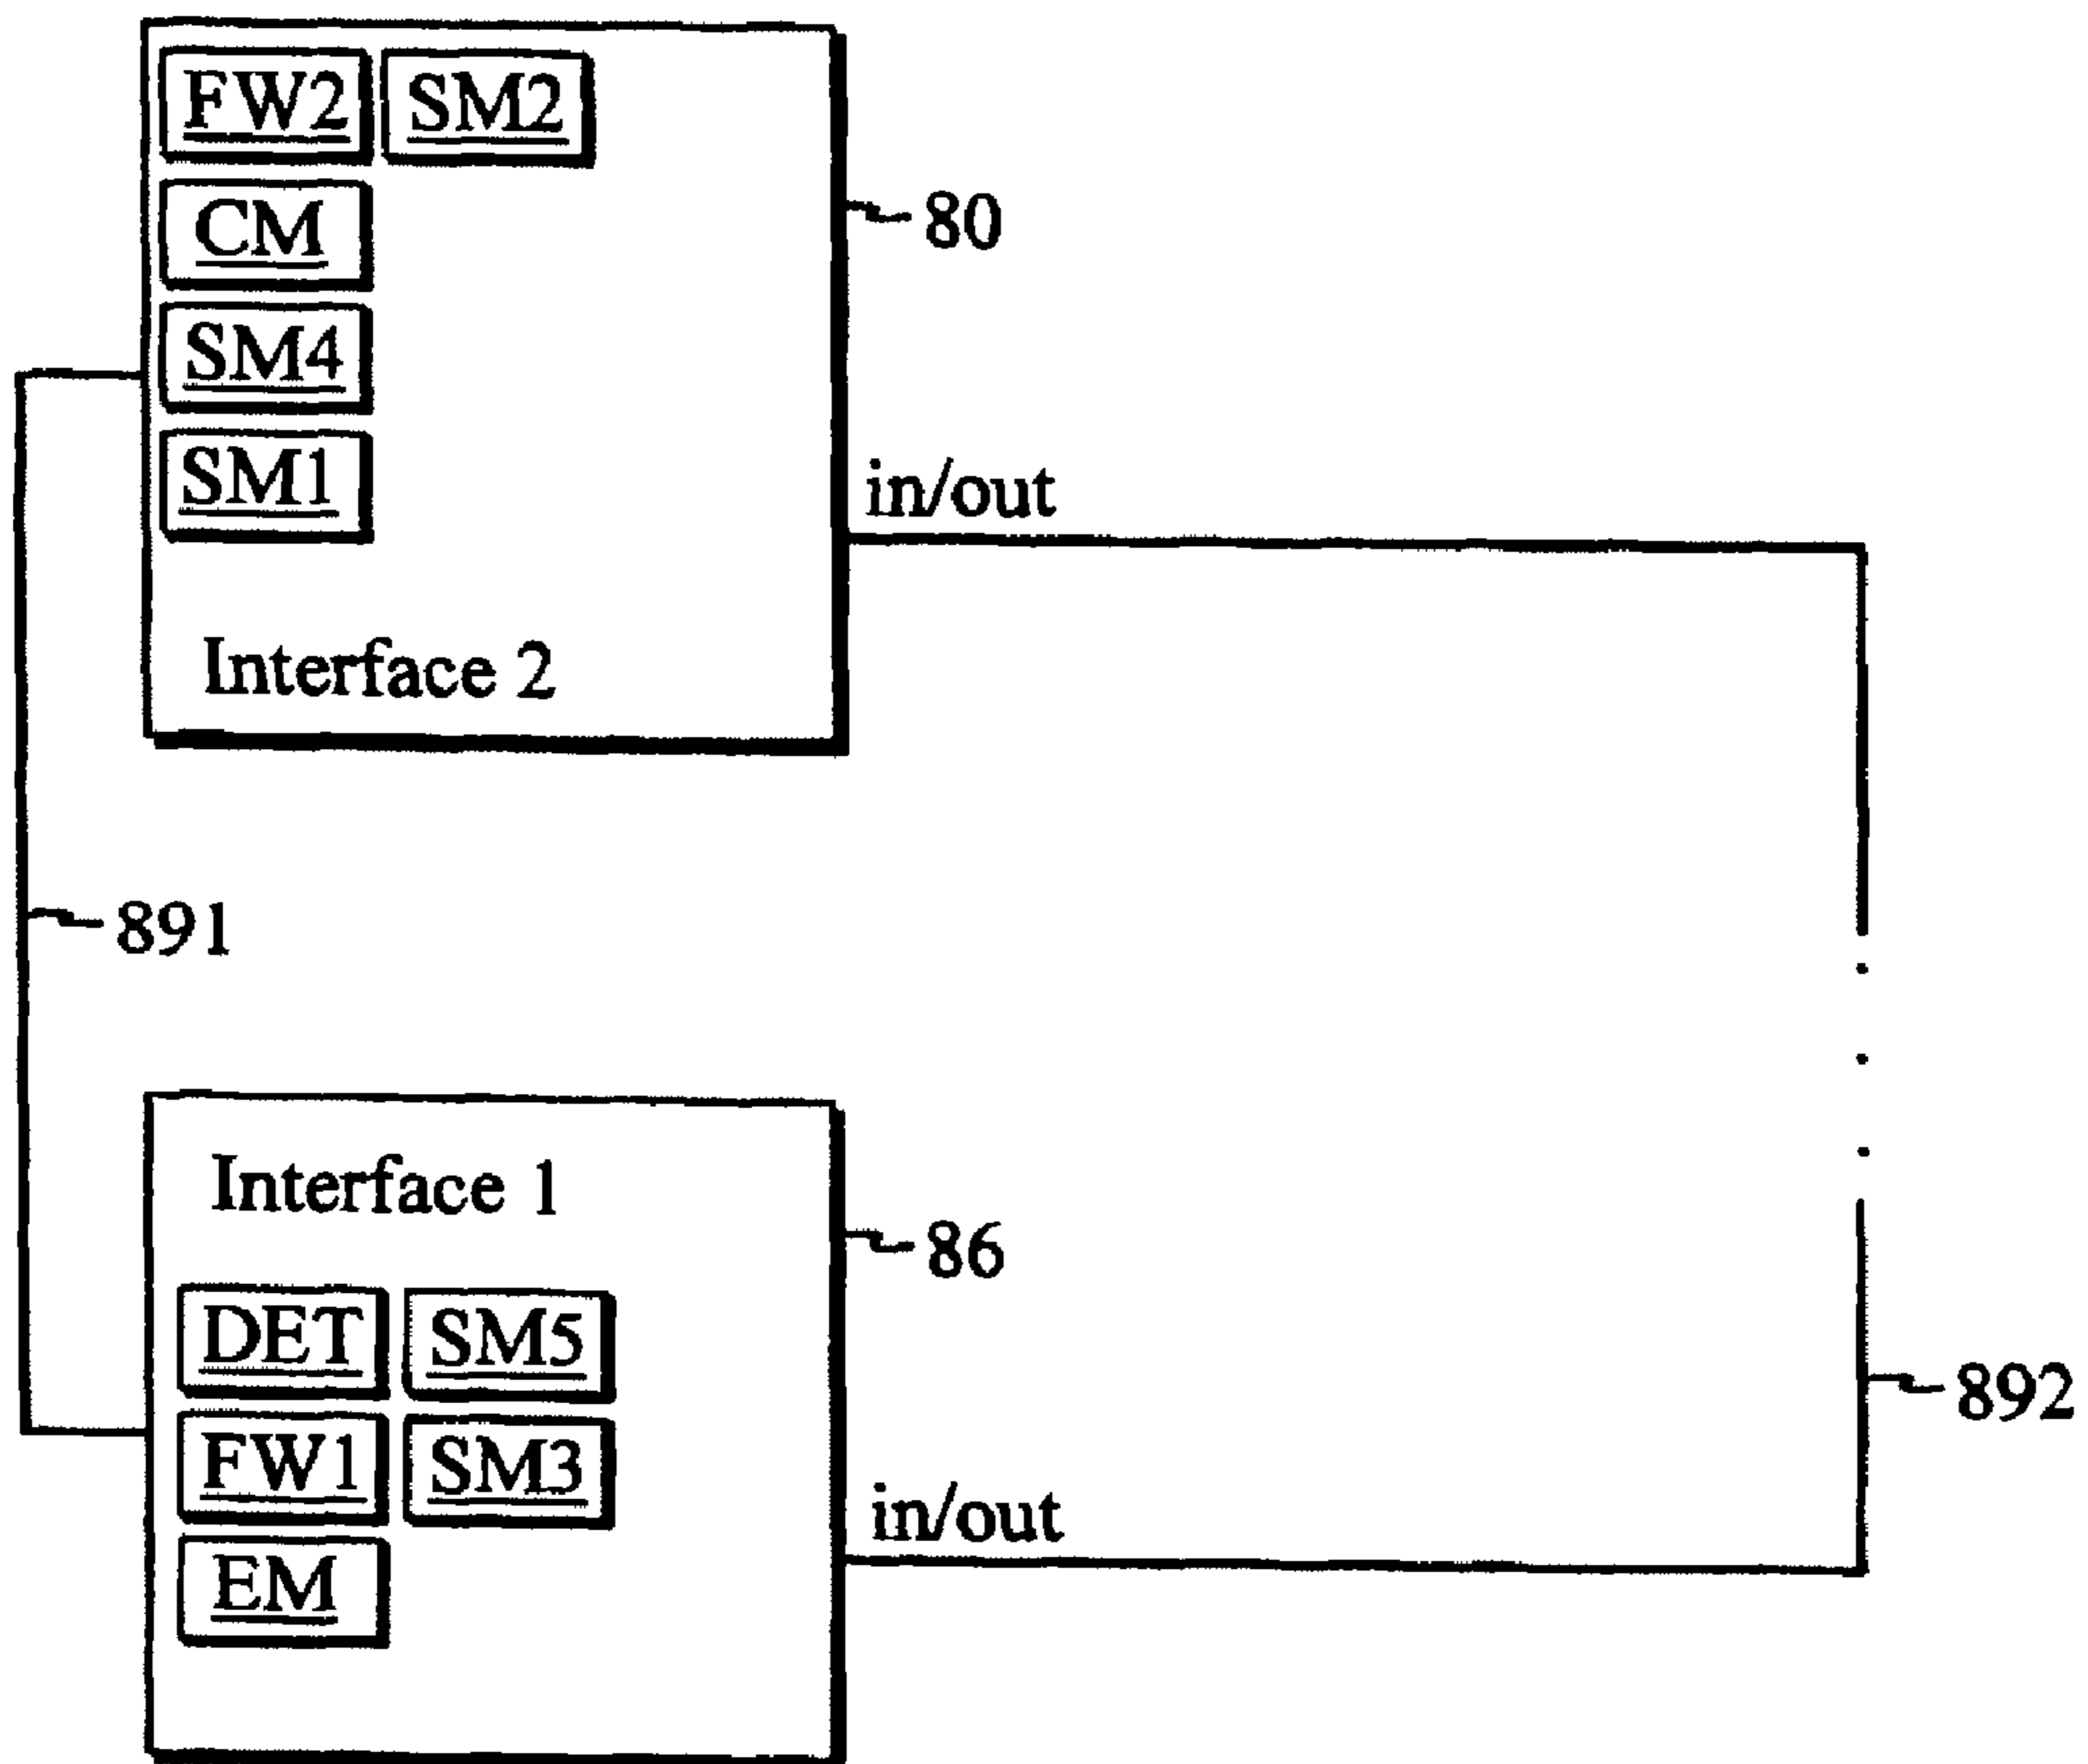 FW2 SM2
CM
80
SM4
SM1
in/out
Interface 2
891
Interface 1
86
DET SM5
892
FW1 SM3
in/out
EM